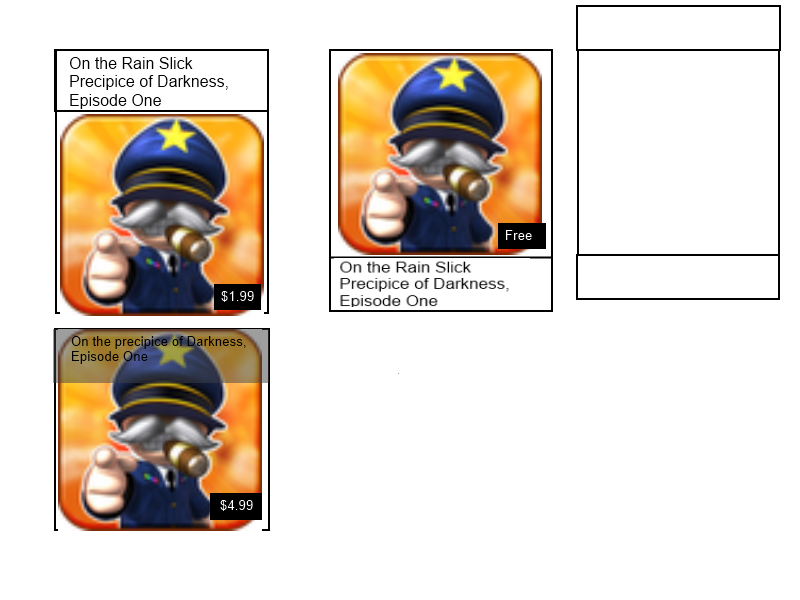 On the Rain Slick
Precipice of Darkness,
Episode One
$1.99
Free
On the Rain Slick
Precipice of Darkness,
Episode One
On the precipice of Darkness,
Episode One
$4.99